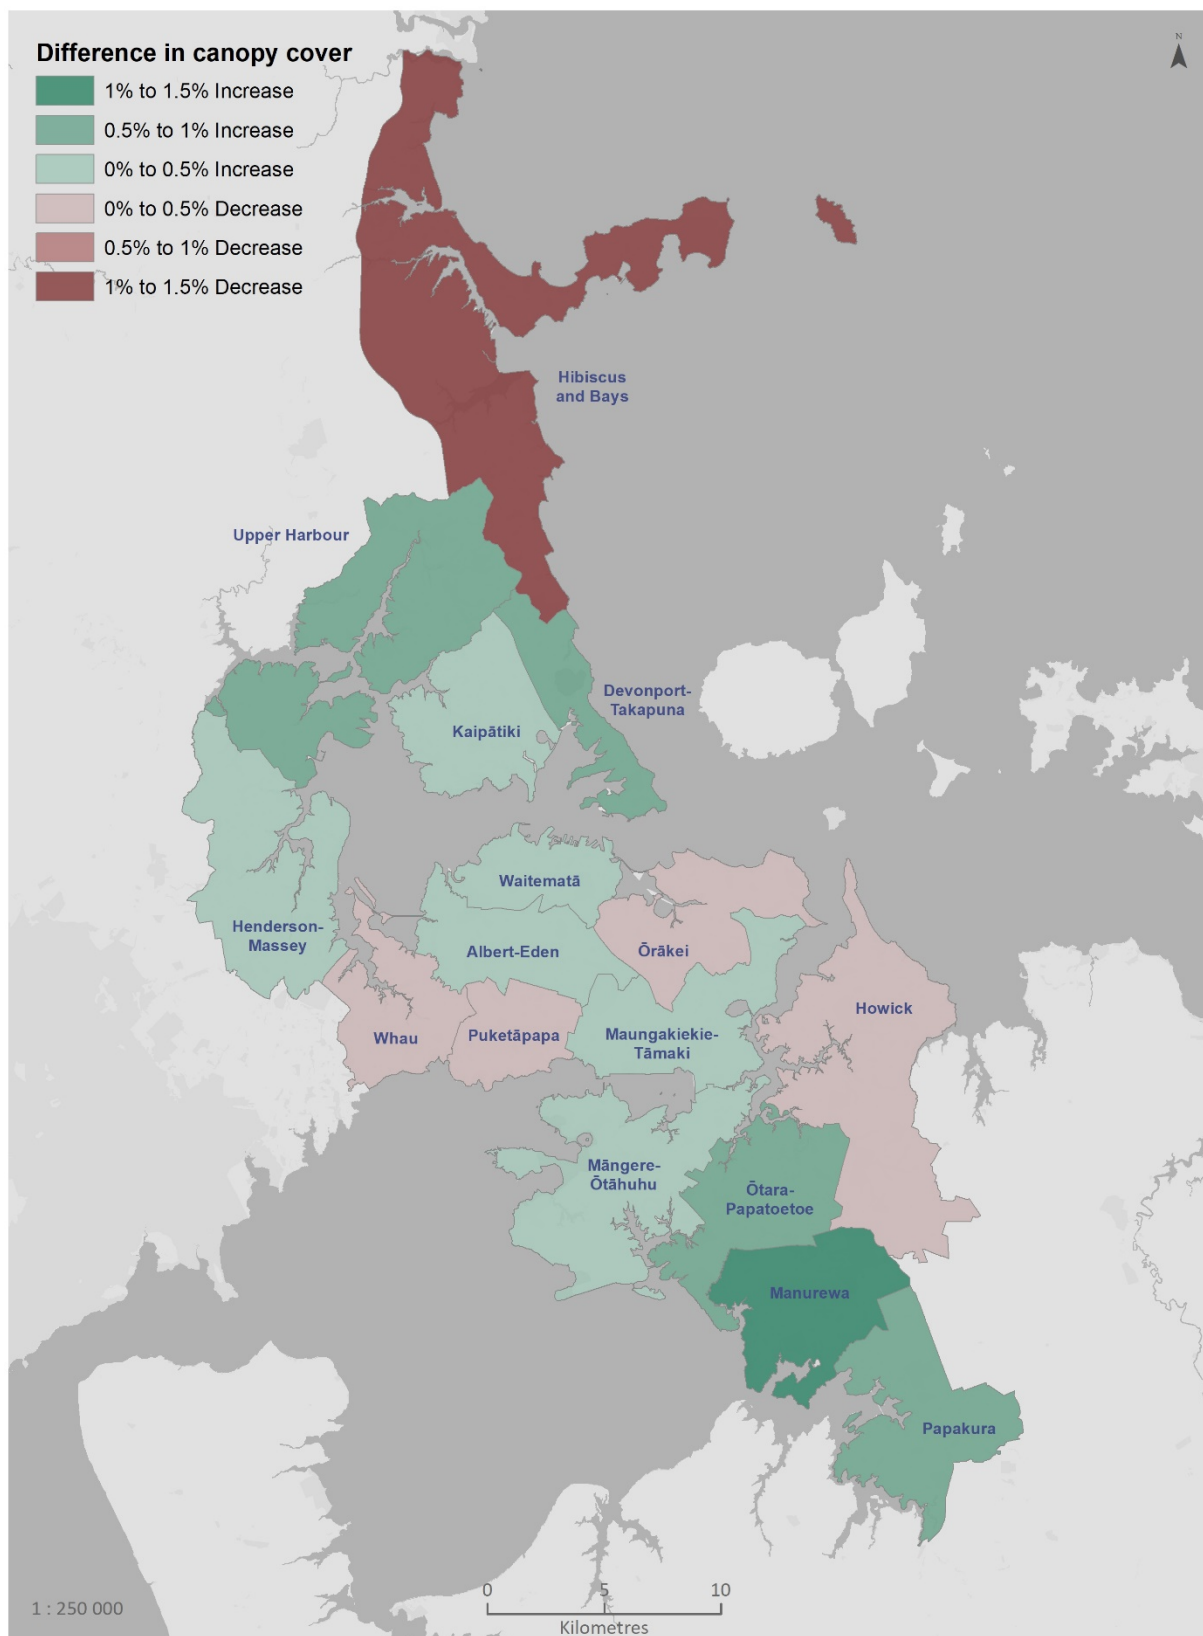 N
Difference in canopy cover
1% to 1.5% Increase
0.5% to 1% Increase
0% to 0.5% Increase
0% to 0.5% Decrease
0.5% to 1% Decrease
1% to 1.5% Decrease
Hibiscus
and Bays
Upper Harbour
Devonport-
Takapuna
Kaipātiki
Waitematā
Henderson-
Massey
Albert-Eden
Ōrākei
Howick
Whau
Puketāpapa
Maungakiekie-
Tāmaki
Māngere-
Ōtāhuhu
Ōtara-
Papatoetoe
Manurewa
Papakura
0 5 10
Kilometres
1 : 250 000